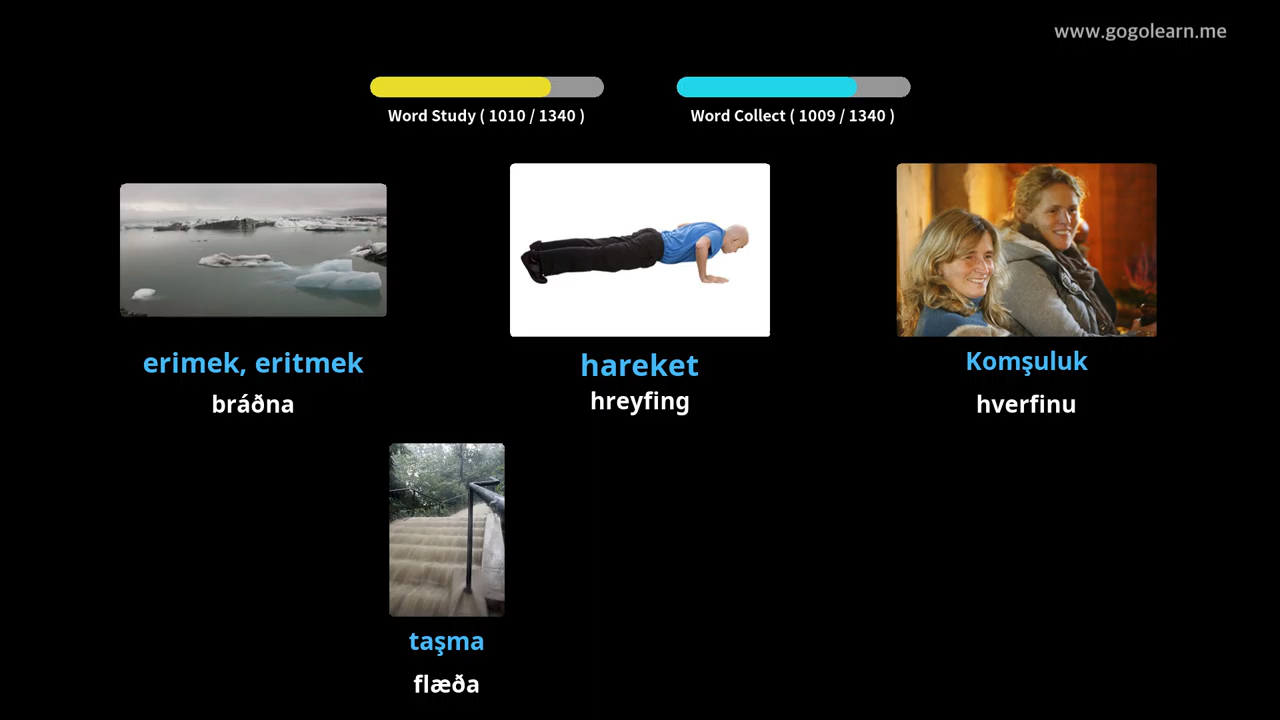 www.gogolearn.me
Word Study ( 1010 / 1340 )
Word Collect ( 1009 / 1340 )
erimek, eritmek
bráðna
hareket
hreyfing
Komşuluk
hverfinu
taşma
flæða